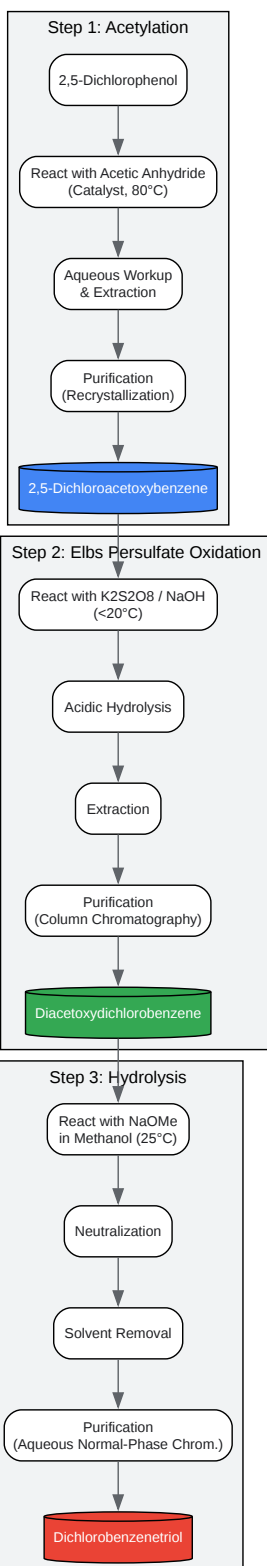 Step 1: Acetylation
2,5-Dichlorophenol
React with Acetic Anhydride
(Catalyst, 80°C)
Aqueous Workup
& Extraction
Purification
(Recrystallization)
2,5-Dichloroacetoxybenzene
Step 2: Elbs Persulfate Oxidation
React with K2S2O8 / NaOH
(<20°C)
Acidic Hydrolysis
Extraction
Purification
(Column Chromatography)
Diacetoxydichlorobenzene
Step 3: Hydrolysis
React with NaOMe
in Methanol (25°C)
Neutralization
Solvent Removal
Purification
(Aqueous Normal-Phase Chrom.)
Dichlorobenzenetriol